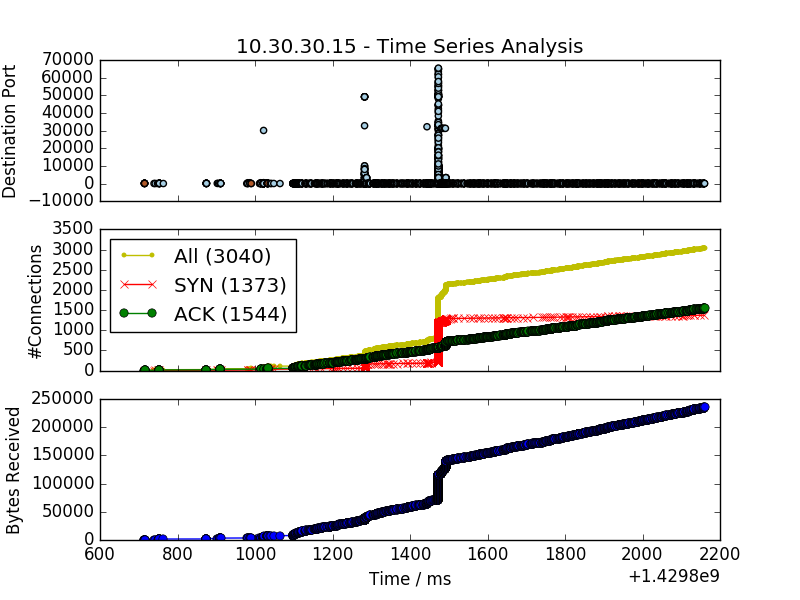 10.30.30.15 - Time Series Analysis
Destination Port
70000
60000
50000
40000
30000
20000
10000
0
−10000
#Connections
3500
3000
2500
2000
1500
1000
500
0
All (3040)
SYN (1373)
ACK (1544)
Bytes Received
250000
200000
150000
100000
50000
0
600 800 1000 1200 1400 1600 1800 2000 2200
Time / ms
+1.4298e9